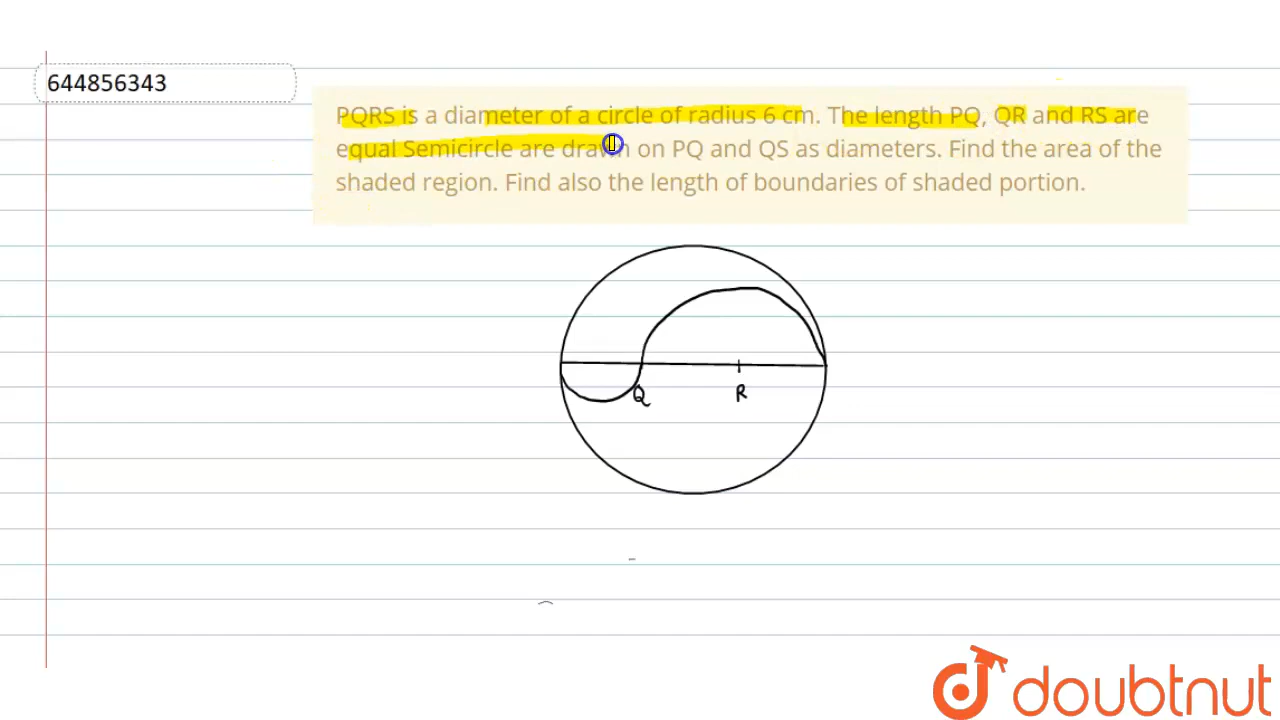 644856343
PQRS is a diameter of a circle of radius 6 cm. The length PQ, QR and RS are
equal Semicircle are drawn on PQ and QS as diameters. Find the area of the
shaded region. Find also the length of boundaries of shaded portion.
Q
R
doubtnut